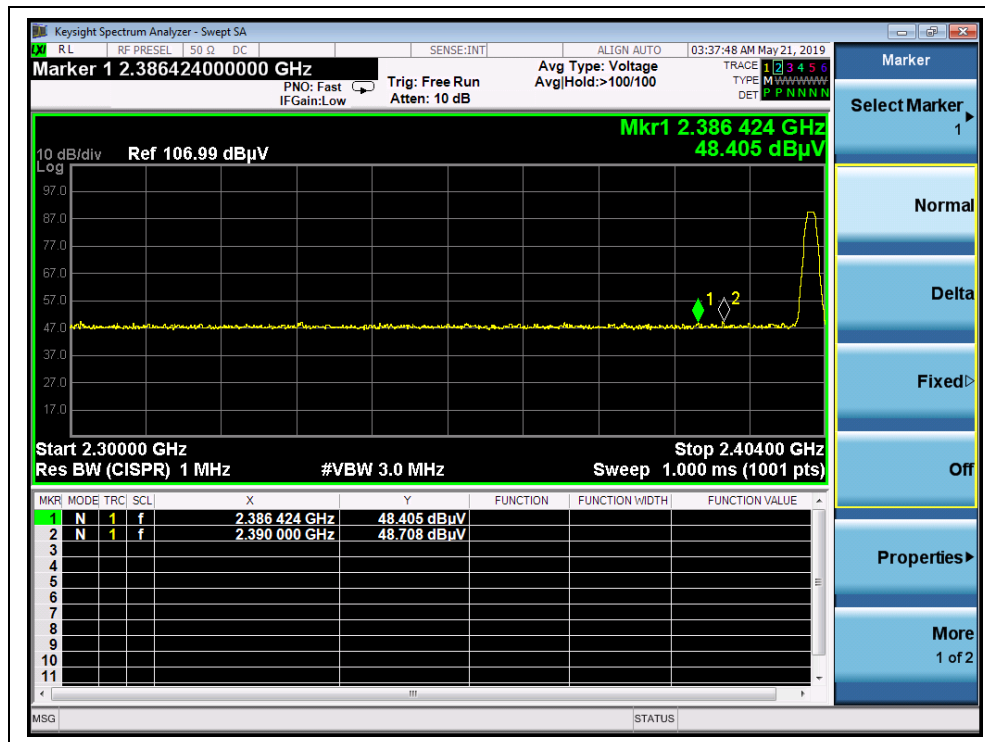 Keysight Spectrum Analyzer - Swept SA
LXI RL RF PRESEL 50 Ω DC SENSE:INT ALIGN AUTO 03:37:48 AM May 21, 2019
Marker 1 2.386424000000 GHz
PNO: Fast
IFGain:Low
Trig: Free Run
Atten: 10 dB
Avg Type: Voltage
Avg|Hold:>100/100
TRACE 1 2 3 4 5 6
TYPE M W W W W W
DET P P N N N N
Mkr1 2.386 424 GHz
48.405 dBµV
10 dB/div Ref 106.99 dBµV
Log
97.0
87.0
77.0
67.0
57.0
47.0
37.0
27.0
17.0
1 2
Start 2.30000 GHz Stop 2.40400 GHz
Res BW (CISPR) 1 MHz #VBW 3.0 MHz Sweep 1.000 ms (1001 pts)
MKR MODE TRC SCL X Y FUNCTION FUNCTION WIDTH FUNCTION VALUE
1 N 1 f 2.386 424 GHz 48.405 dBµV
2 N 1 f 2.390 000 GHz 48.708 dBµV
3
4
5
6
7
8
9
10
11
MSG STATUS
Marker
Select Marker
1
Normal
Delta
Fixed
Off
Properties
More
1 of 2